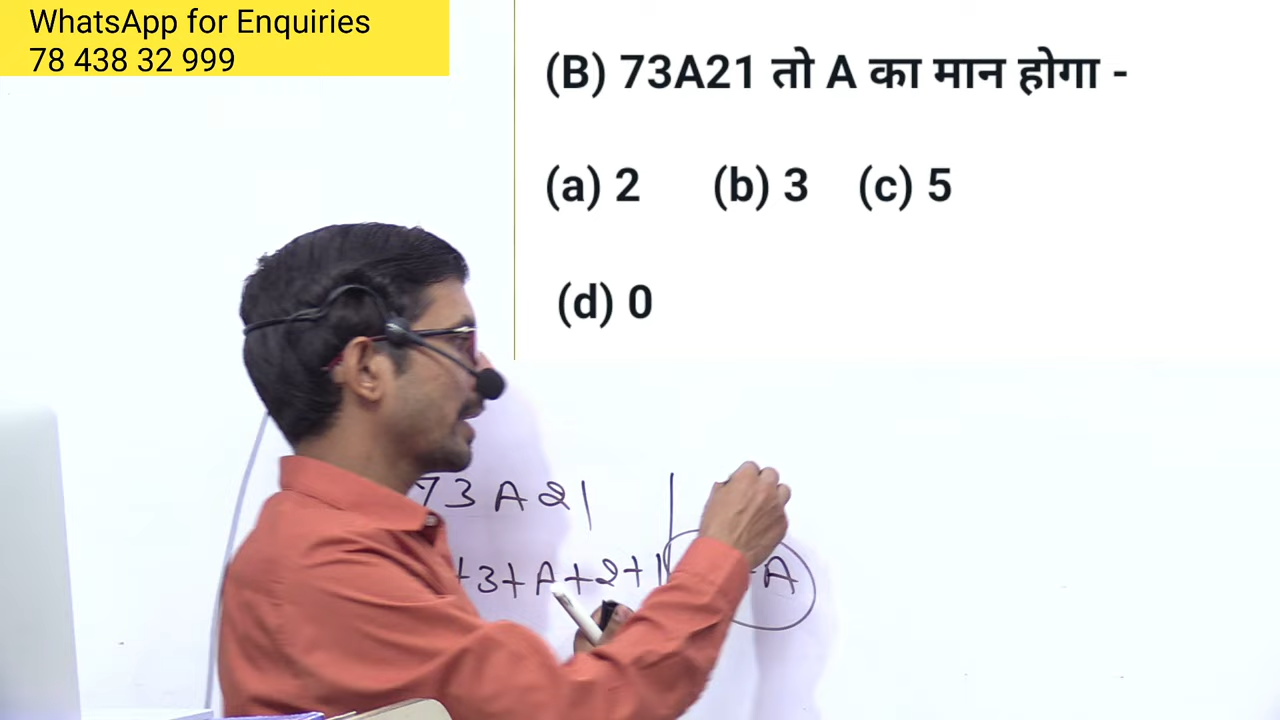 WhatsApp for Enquiries
78 438 32 999
(B) 73A21 तो A का मान होगा -
(a) 2 (b) 3 (c) 5
(d) 0
73A21
+3+A+2+1
A